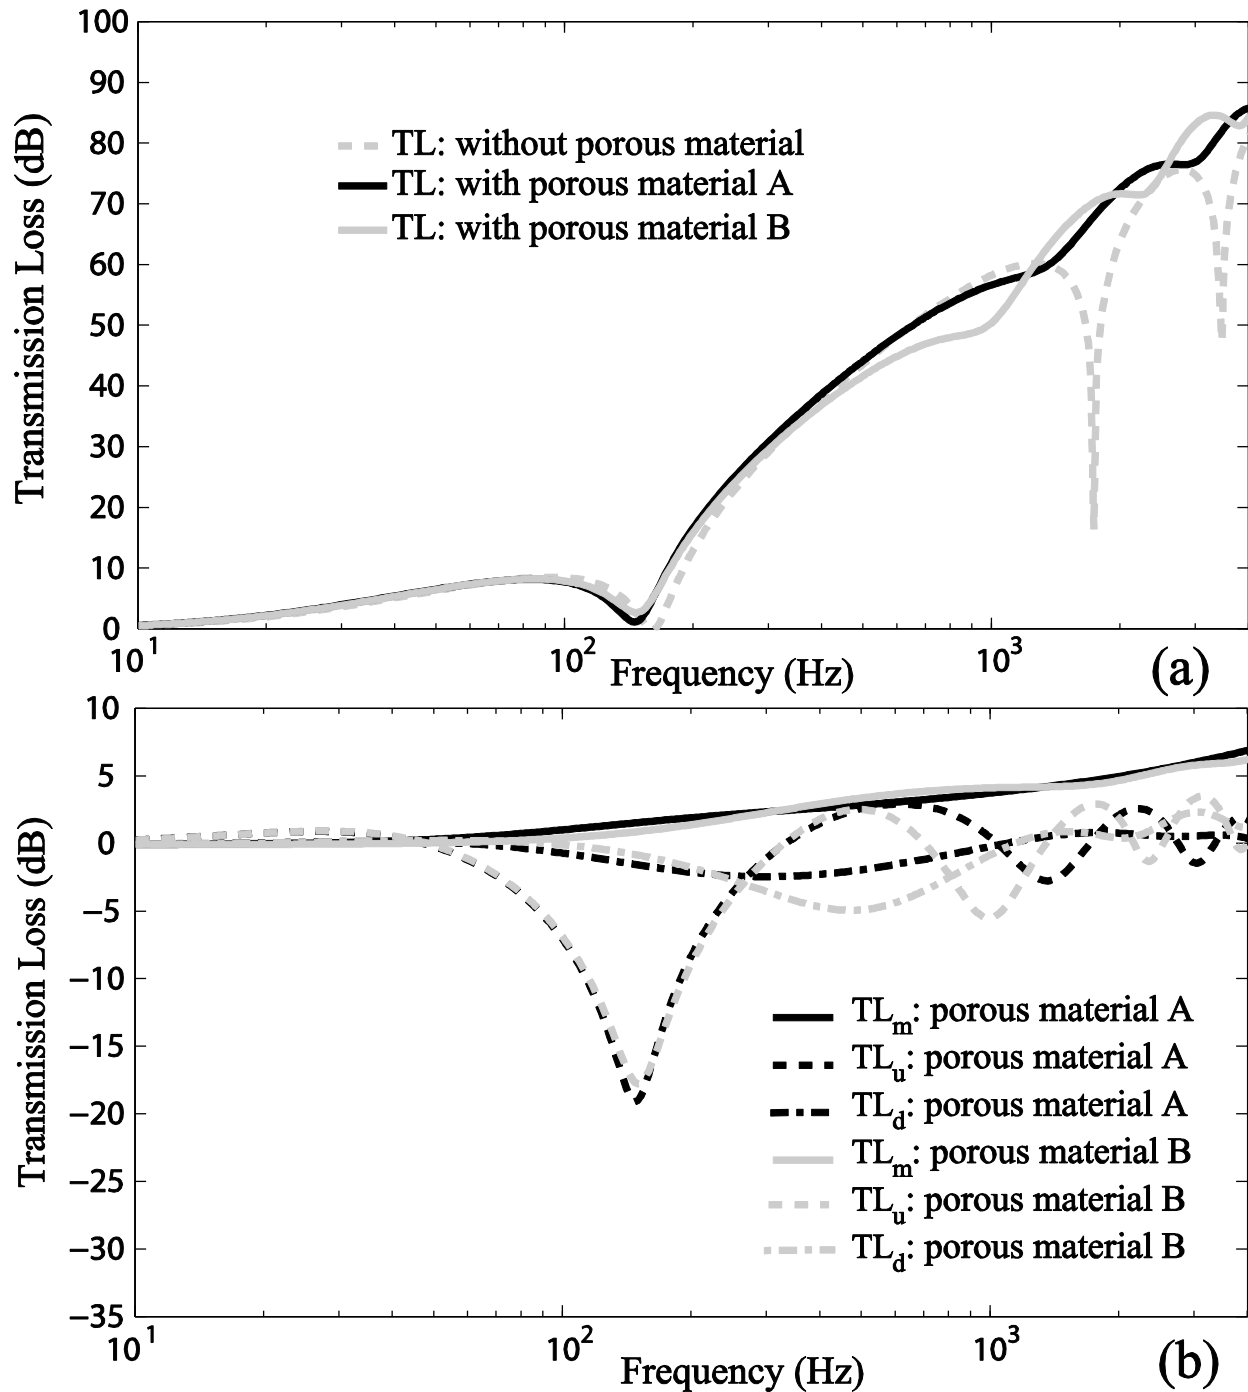 100
90
80
70
60
50
40
30
20
10
0
Transmission Loss (dB)
TL: without porous material
TL: with porous material A
TL: with porous material B
10¹ 10² 10³
Frequency (Hz)
(a)
10
5
0
−5
−10
−15
−20
−25
−30
−35
Transmission Loss (dB)
TLₘ: porous material A
TLᵤ: porous material A
TL_d: porous material A
TLₘ: porous material B
TLᵤ: porous material B
TL_d: porous material B
10¹ 10² 10³
Frequency (Hz)
(b)